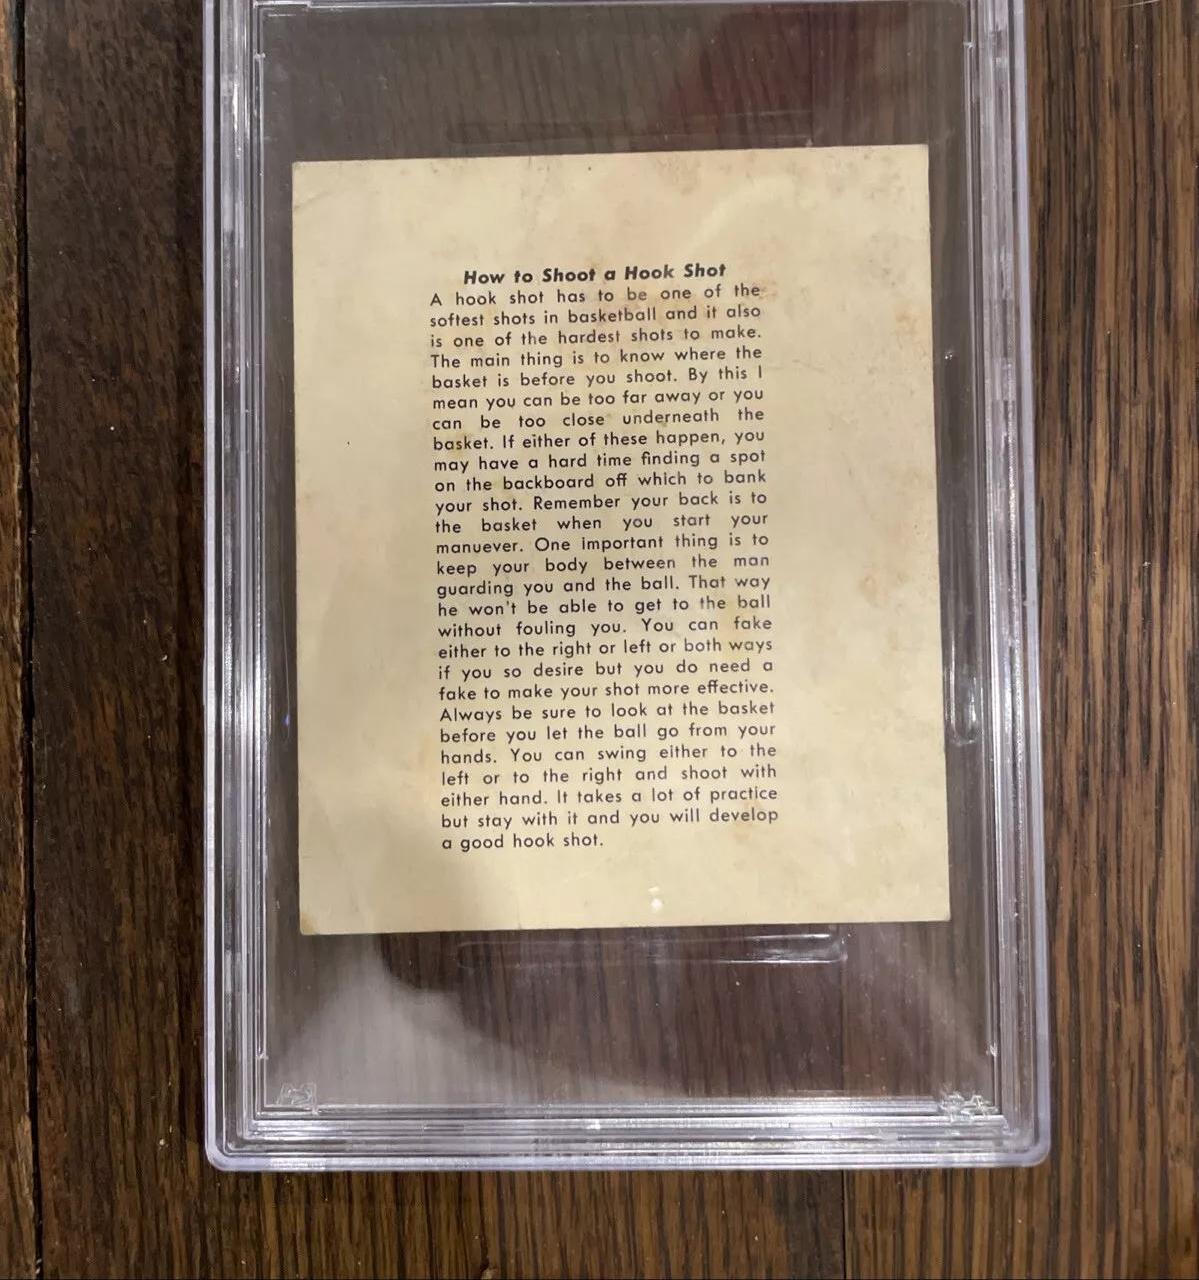 How to Shoot a Hook Shot
A hook shot has to be one of the
softest shots in basketball and it also
is one of the hardest shots to make.
The main thing is to know where the
basket is before you shoot. By this I
mean you can be too far away or you
can be too close underneath the
basket. If either of these happen, you
may have a hard time finding a spot
on the backboard off which to bank
your shot. Remember your back is to
the basket when you start your
manuever. One important thing is to
keep your body between the man
guarding you and the ball. That way
he won't be able to get to the ball
without fouling you. You can fake
either to the right or left or both ways
if you so desire but you do need a
fake to make your shot more effective.
Always be sure to look at the basket
before you let the ball go from your
hands. You can swing either to the
left or to the right and shoot with
either hand. It takes a lot of practice
but stay with it and you will develop
a good hook shot.